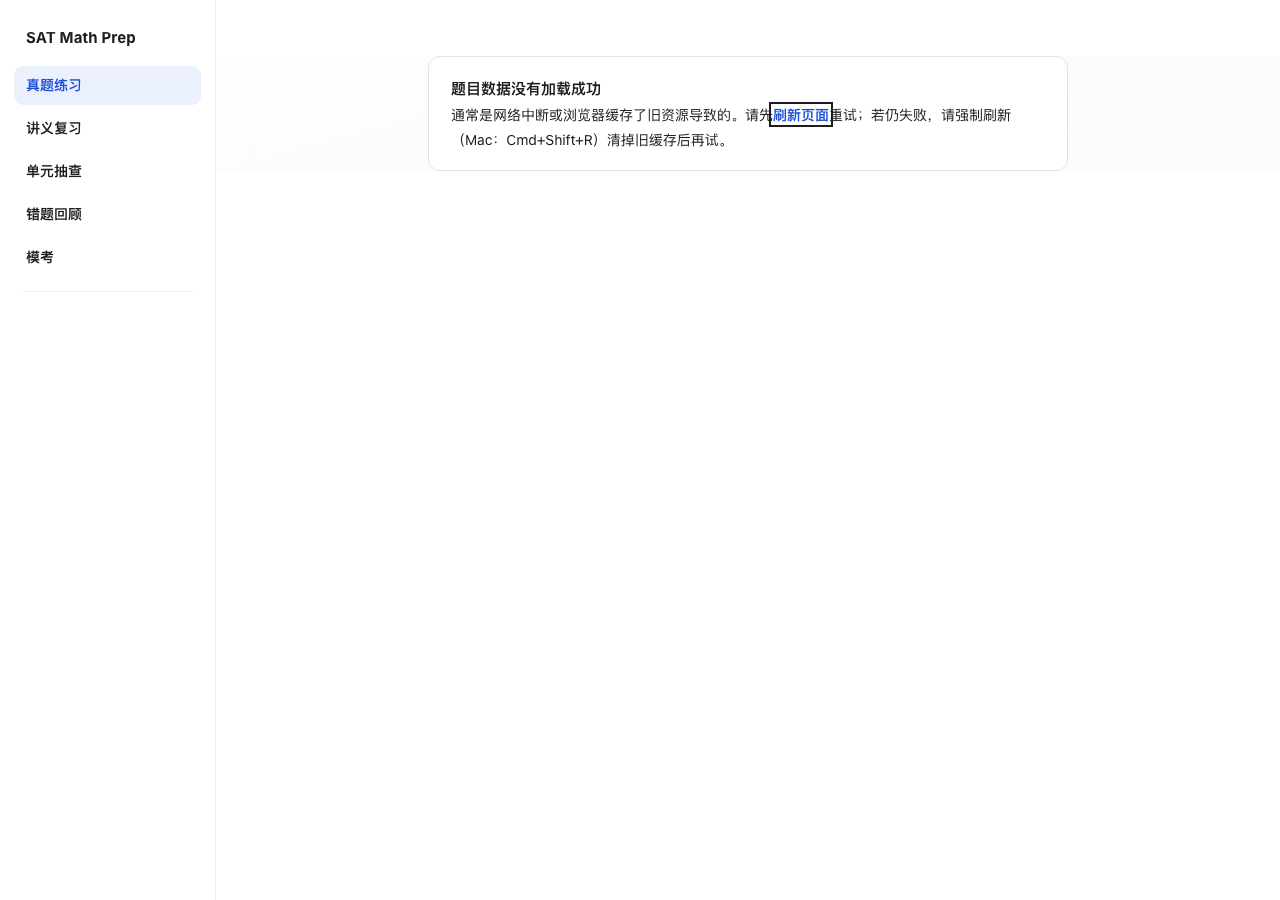 SAT Math Prep
真题练习
讲义复习
单元抽查
错题回顾
模考
题目数据没有加载成功
通常是网络中断或浏览器缓存了旧资源导致的。请先刷新页面重试；若仍失败，请强制刷新
（Mac：Cmd+Shift+R）清掉旧缓存后再试。